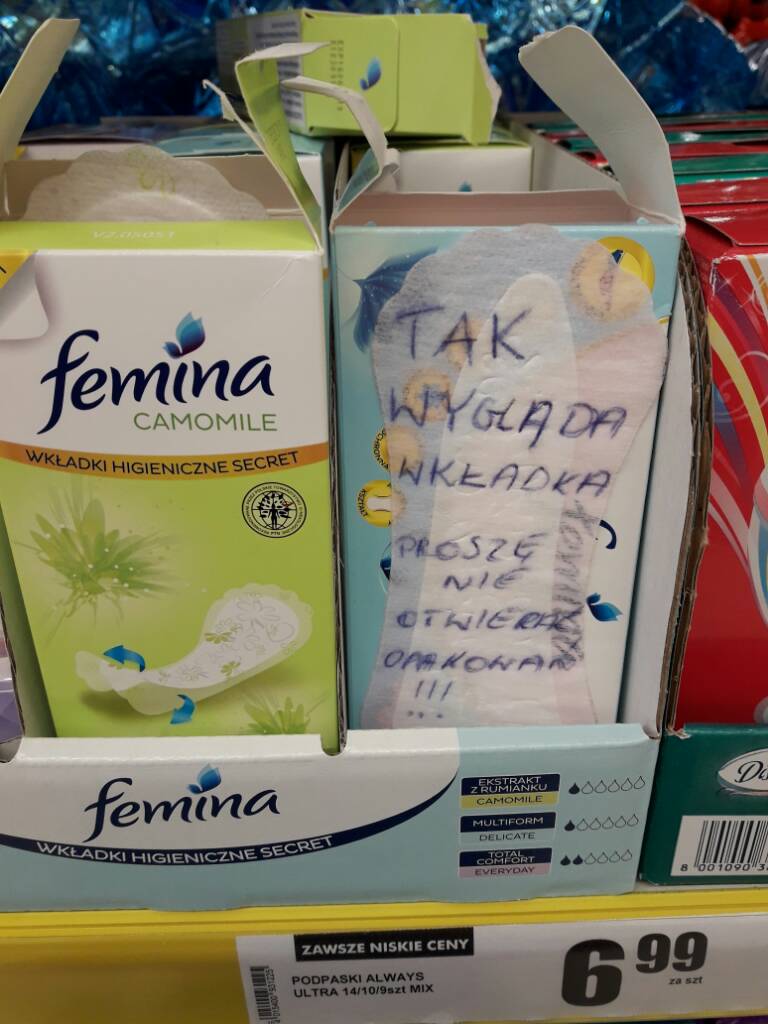 V2.05051
femina
CAMOMILE
WKŁADKI HIGIENICZNE SECRET
TAK
WYGLĄDA
WKŁADKA
PROSZĘ
NIE
OTWIERAĆ
OPAKOWAŃ
!!!
femina
WKŁADKI HIGIENICZNE SECRET
EKSTRAKT
Z RUMIANKU
CAMOMILE
MULTIFORM
DELICATE
TOTAL
COMFORT
EVERYDAY
ZAWSZE NISKIE CENY
PODPASKI ALWAYS
ULTRA 14/10/9szt MIX
6 99
za szt